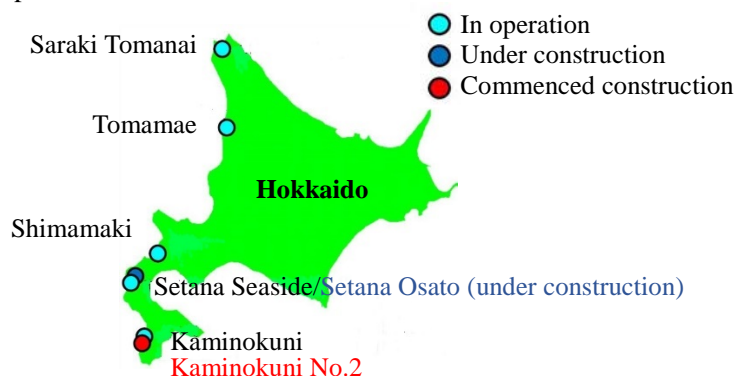 Saraki Tomanai
In operation
Under construction
Commenced construction
Tomamae
Hokkaido
Shimamaki
Setana Seaside/Setana Osato (under construction)
Kaminokuni
Kaminokuni No.2